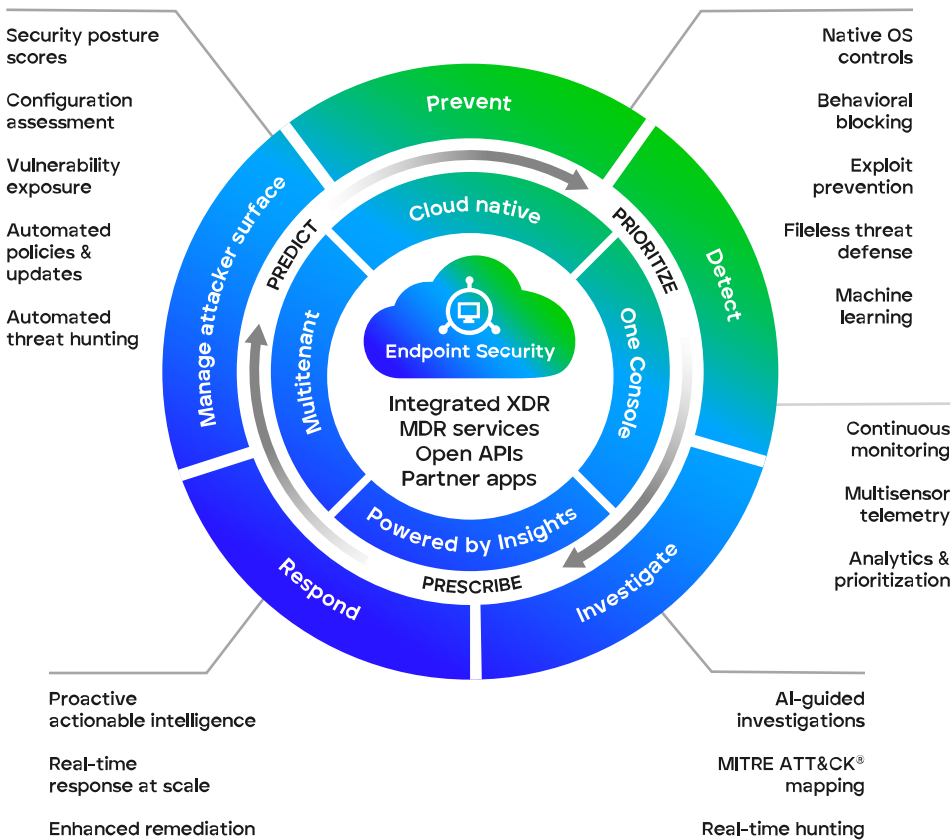 Security posture
scores
Configuration
assessment
Vulnerability
exposure
Automated
policies &
updates
Automated
threat hunting
Native OS
controls
Behavioral
blocking
Exploit
prevention
Fileless threat
defense
Machine
learning
Prevent
Manage attacker surface
Detect
PREDICT
PRIORITIZE
Cloud native
Multitenant
One Console
Endpoint Security
Integrated XDR
MDR services
Open APIs
Partner apps
Powered by Insights
PRESCRIBE
Respond
Investigate
Continuous
monitoring
Multisensor
telemetry
Analytics &
prioritization
Proactive
actionable intelligence
Real-time
response at scale
Enhanced remediation
AI-guided
investigations
MITRE ATT&CK®
mapping
Real-time hunting